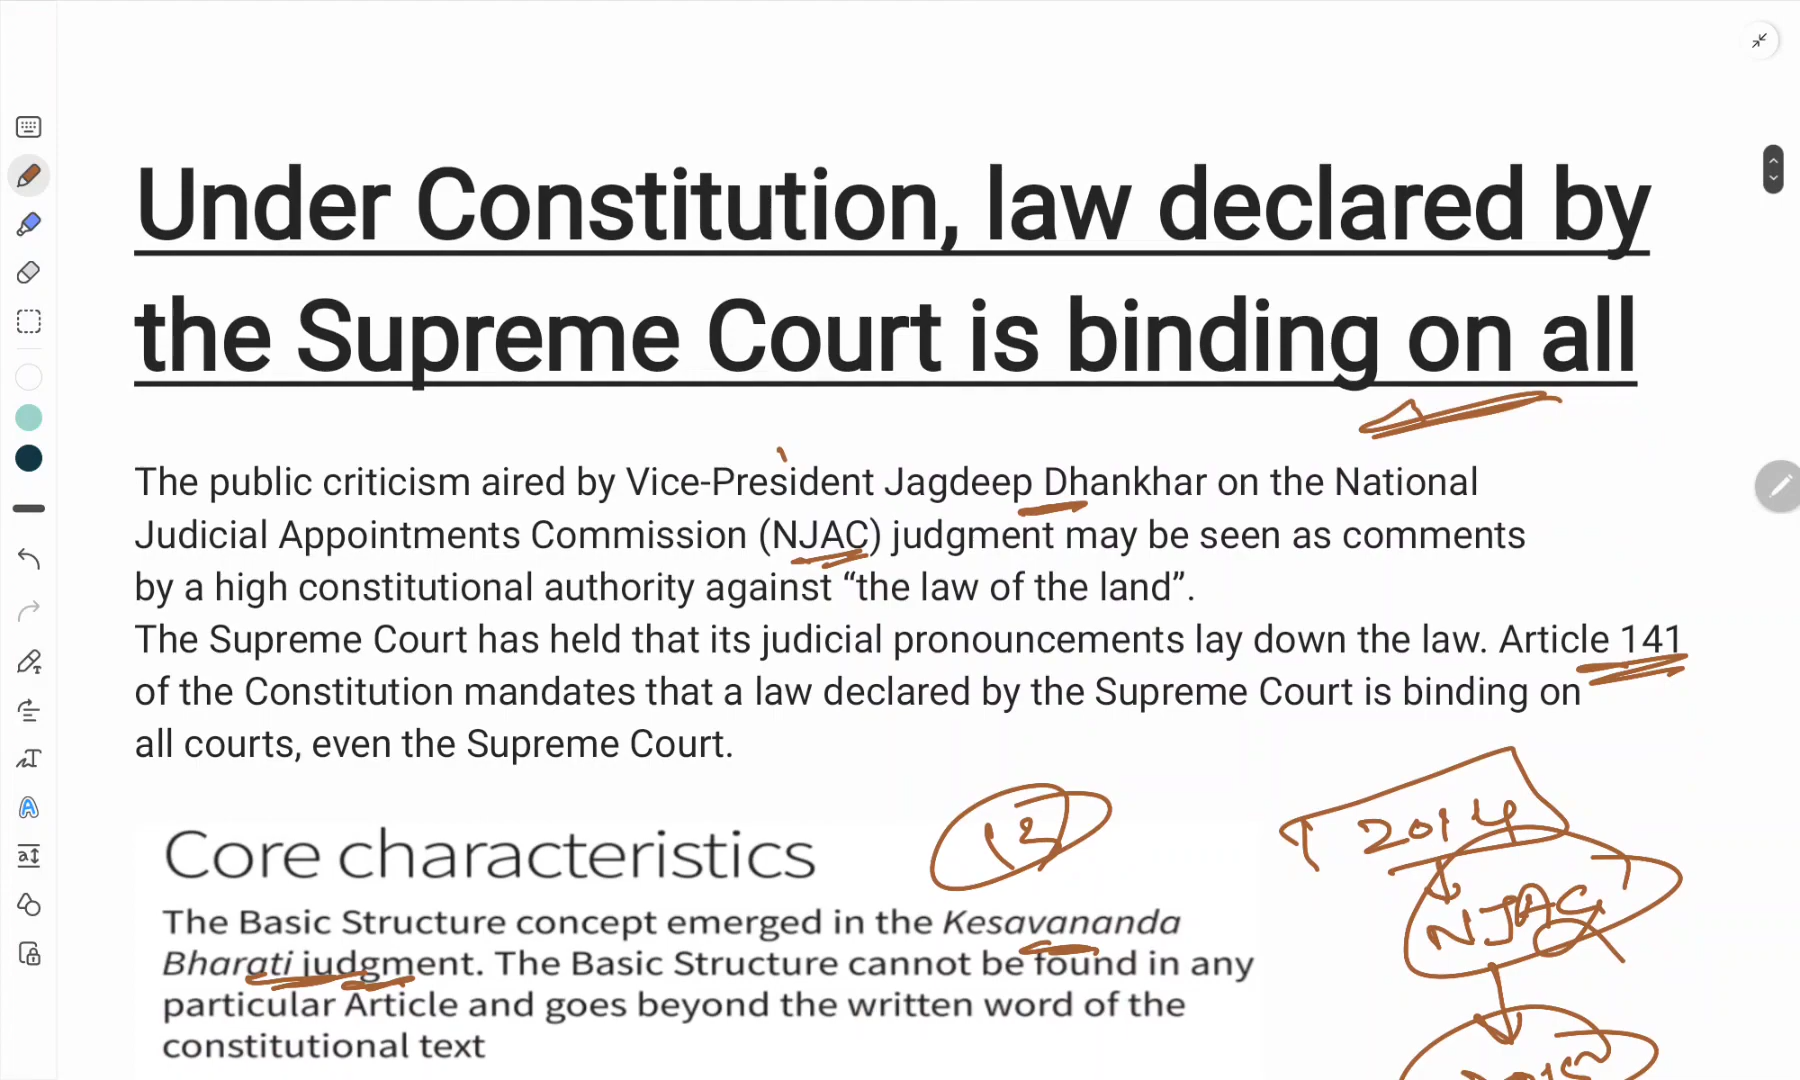 Under Constitution, law declared by
the Supreme Court is binding on all
The public criticism aired by Vice-President Jagdeep Dhankhar on the National
Judicial Appointments Commission (NJAC) judgment may be seen as comments
by a high constitutional authority against “the law of the land”.
The Supreme Court has held that its judicial pronouncements lay down the law. Article 141
of the Constitution mandates that a law declared by the Supreme Court is binding on
all courts, even the Supreme Court.
13
2014
NJAC
Core characteristics
The Basic Structure concept emerged in the Kesavananda
Bharati judgment. The Basic Structure cannot be found in any
particular Article and goes beyond the written word of the
constitutional text